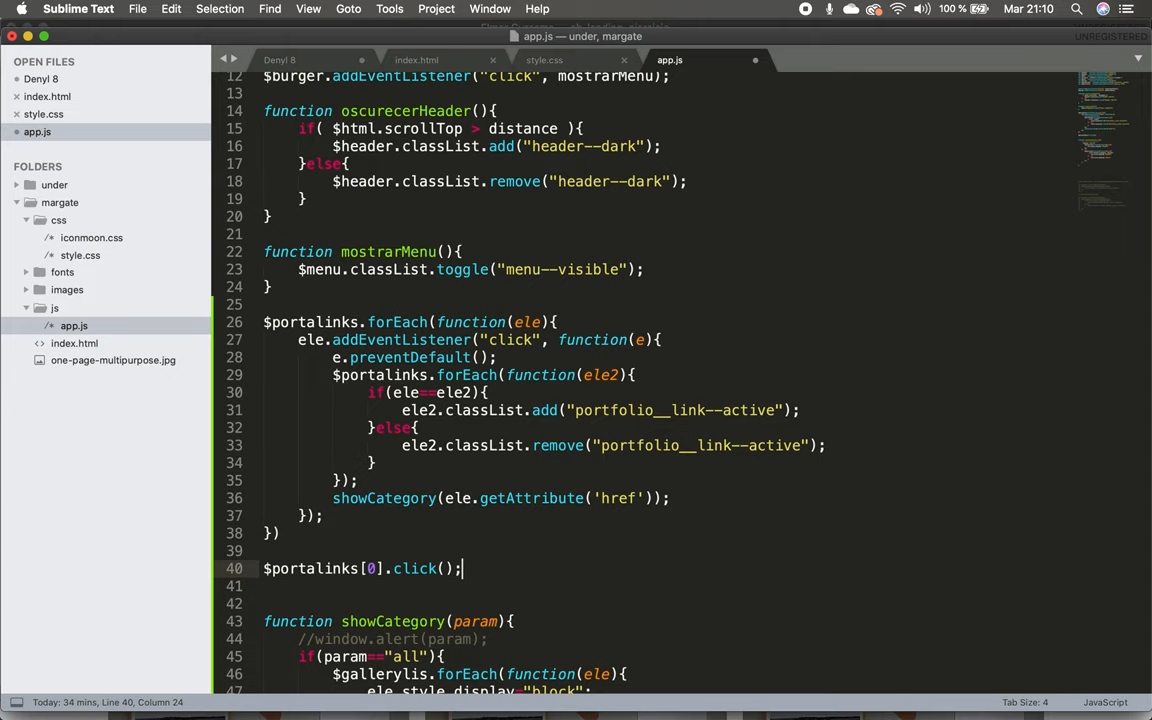 Sublime Text File Edit Selection Find View Goto Tools Project Window Help 100 % Mar 21:10
app.js — under, margate UNREGISTERED
OPEN FILES
Denyl 8
index.html
style.css
app.js
FOLDERS
under
margate
css
/* iconmoon.css
/* style.css
fonts
images
js
/* app.js
<> index.html
one-page-multipurpose.jpg
Denyl 8 index.html style.css app.js
12 $burger.addEventListener("click", mostrarMenu);
13
14 function oscurecerHeader(){
15 if( $html.scrollTop > distance ){
16 $header.classList.add("header--dark");
17 }else{
18 $header.classList.remove("header--dark");
19 }
20 }
21
22 function mostrarMenu(){
23 $menu.classList.toggle("menu--visible");
24 }
25
26 $portalinks.forEach(function(ele){
27 ele.addEventListener("click", function(e){
28 e.preventDefault();
29 $portalinks.forEach(function(ele2){
30 if(ele==ele2){
31 ele2.classList.add("portfolio__link--active");
32 }else{
33 ele2.classList.remove("portfolio__link--active");
34 }
35 });
36 showCategory(ele.getAttribute('href'));
37 });
38 })
39
40 $portalinks[0].click();
41
42
43 function showCategory(param){
44 //window.alert(param);
45 if(param=="all"){
46 $gallerylis.forEach(function(ele){
47 ele.style.display="block";
Today: 34 mins, Line 40, Column 24 Tab Size: 4 JavaScript